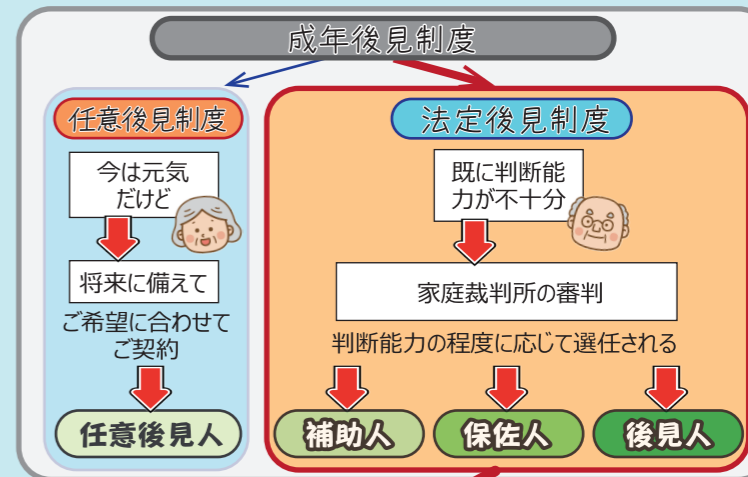 成年後見制度
任意後見制度
今は元気
だけど
将来に備えて
ご希望に合わせて
ご契約
任意後見人
法定後見制度
既に判断能
力が不十分
家庭裁判所の審判
判断能力の程度に応じて選任される
補助人
保佐人
後見人